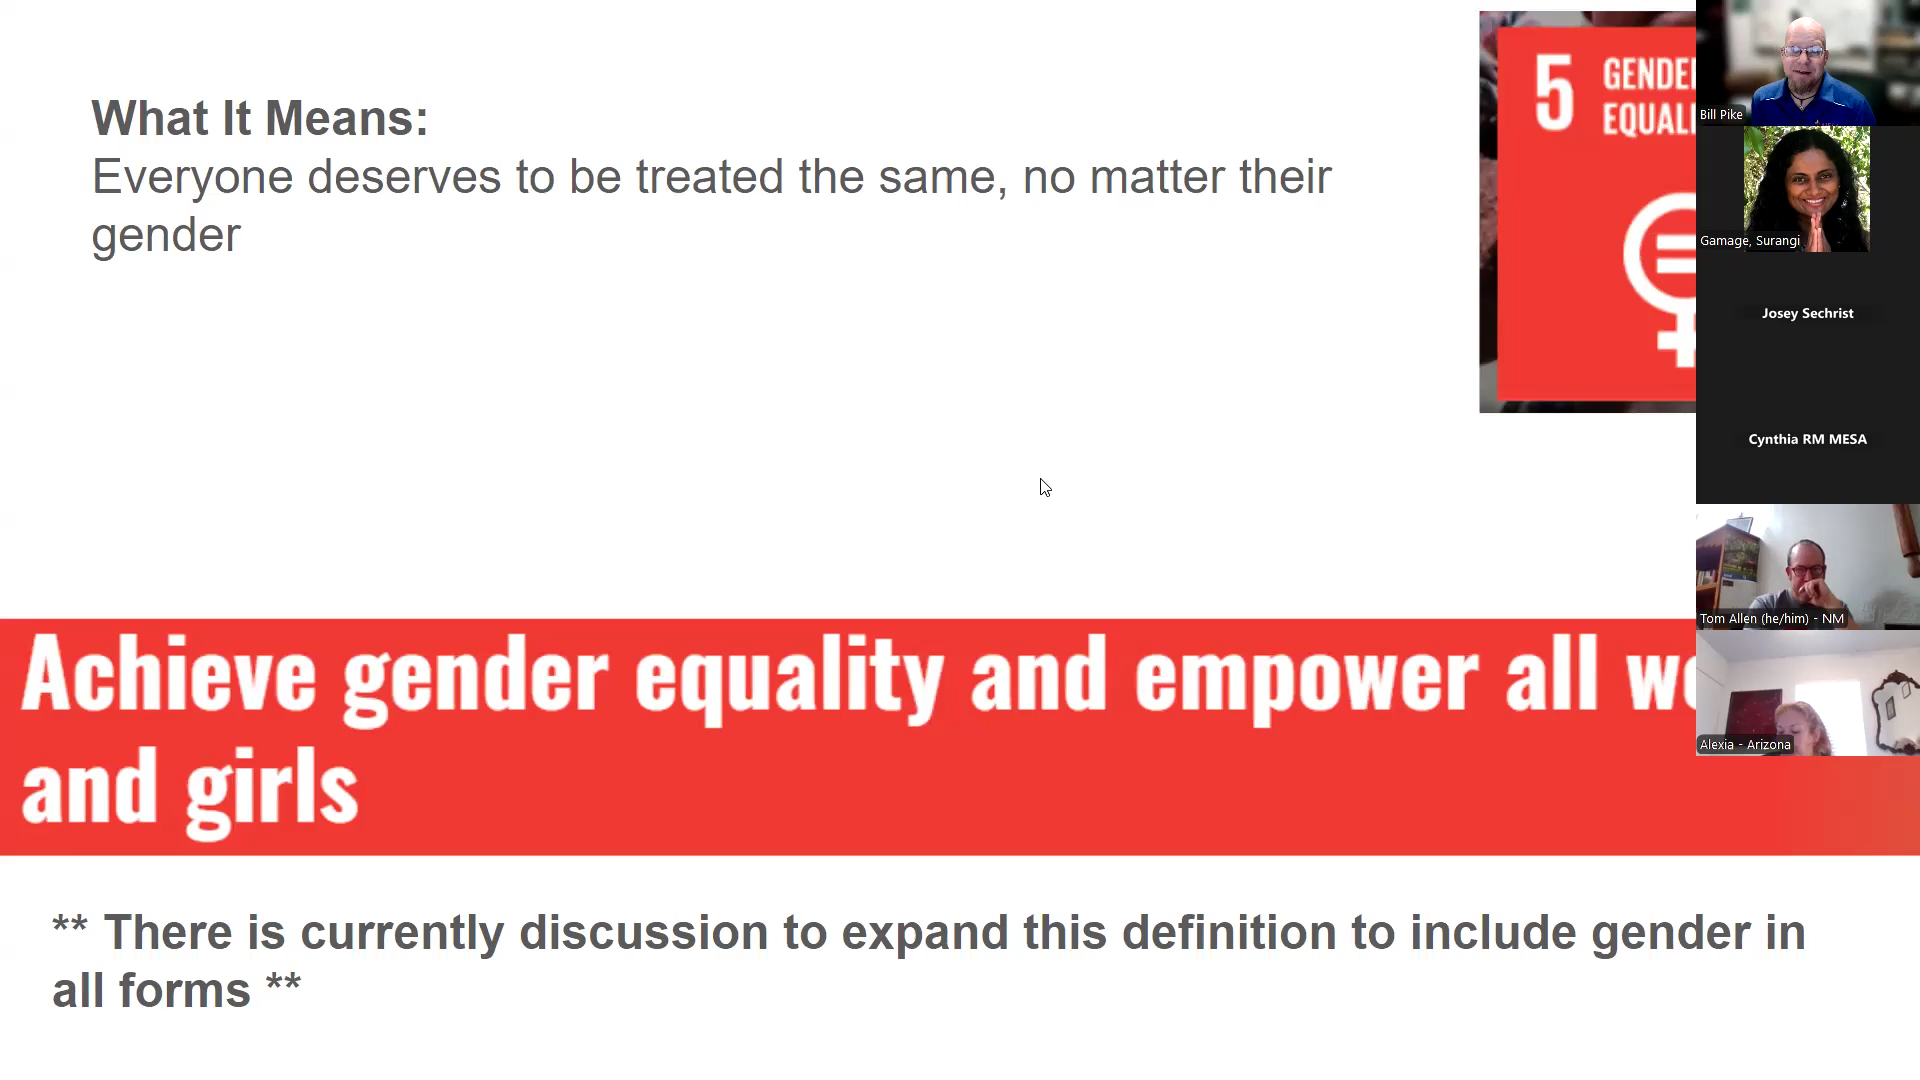 What It Means:
Everyone deserves to be treated the same, no matter their
gender
5 GENDE
EQUAL
Achieve gender equality and empower all w
and girls
** There is currently discussion to expand this definition to include gender in
all forms **
Bill Pike
Gamage, Surangi
Josey Sechrist
Cynthia RM MESA
Tom Allen (he/him) - NM
Alexia - Arizona